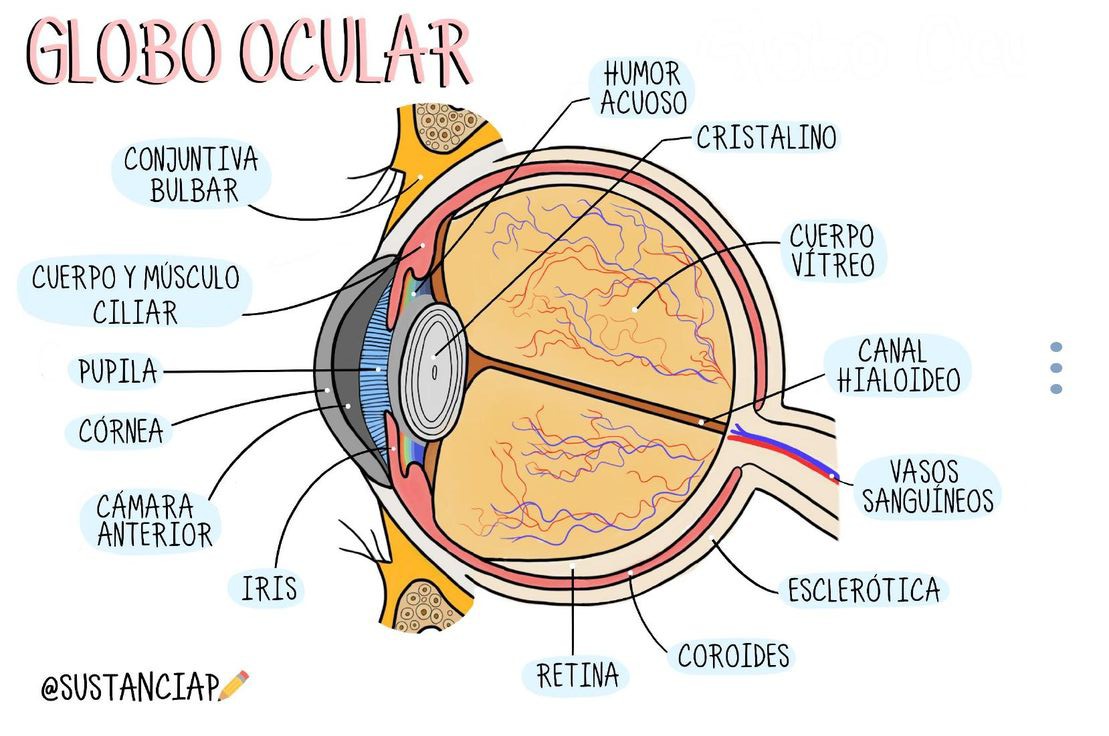 GLOBO OCULAR
HUMOR
ACUOSO
CRISTALINO
CONJUNTIVA
BULBAR
CUERPO
VÍTREO
CUERPO Y MÚSCULO
CILIAR
CANAL
HIALOIDEO
PUPILA
CÓRNEA
VASOS
SANGUÍNEOS
CÁMARA
ANTERIOR
IRIS
ESCLERÓTICA
COROIDES
RETINA
@SUSTANCIAP